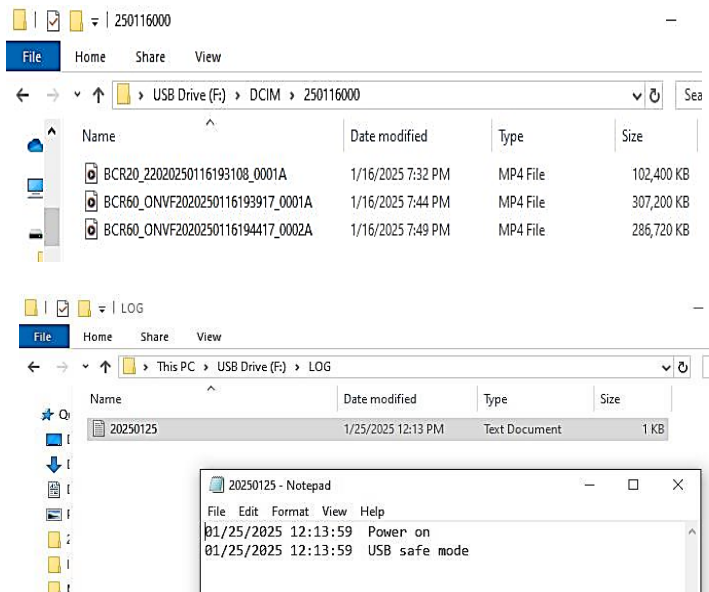 250116000
File Home Share View
USB Drive (F:) DCIM 250116000 Sea
Name Date modified Type Size
BCR20_22020250116193108_0001A 1/16/2025 7:32 PM MP4 File 102,400 KB
BCR60_ONVF2020250116193917_0001A 1/16/2025 7:44 PM MP4 File 307,200 KB
BCR60_ONVF2020250116194417_0002A 1/16/2025 7:49 PM MP4 File 286,720 KB
LOG
File Home Share View
This PC USB Drive (F:) LOG
Name Date modified Type Size
20250125 1/25/2025 12:13 PM Text Document 1 KB
20250125 - Notepad
File Edit Format View Help
01/25/2025 12:13:59 Power on
01/25/2025 12:13:59 USB safe mode